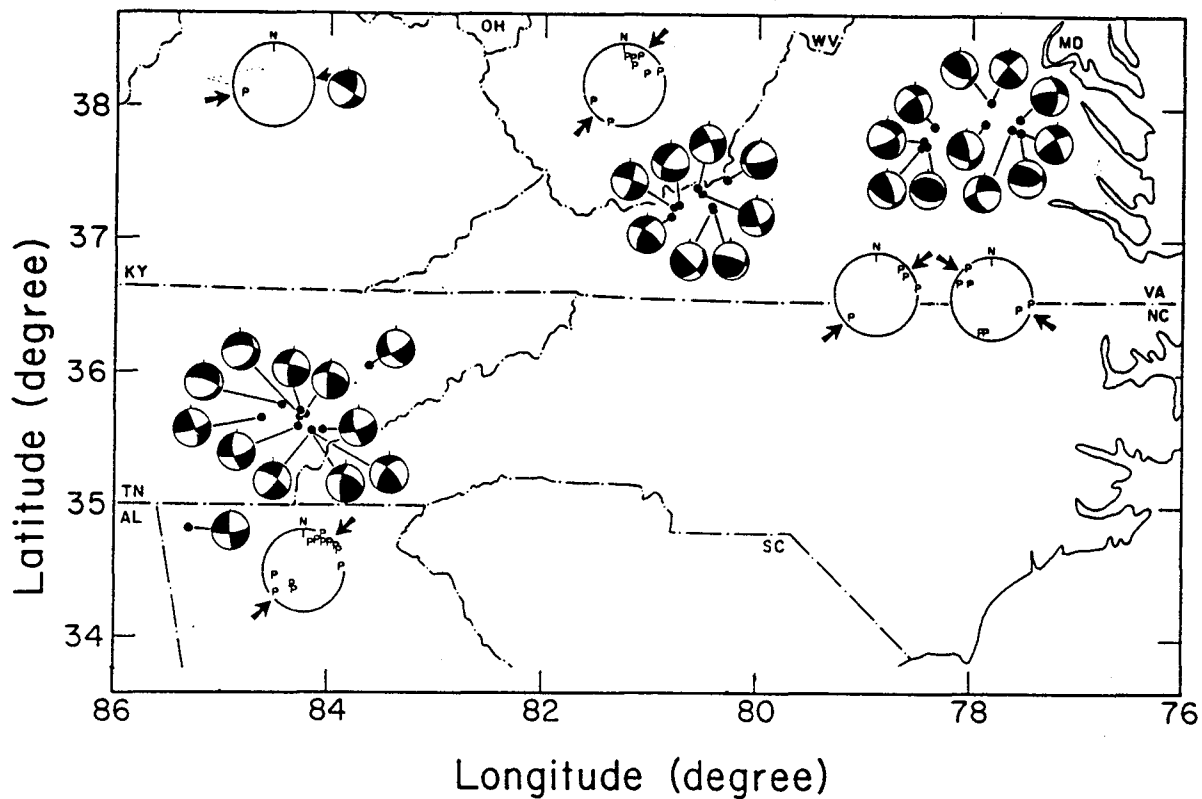 OH
WV
MD
N
N
P
P P P
P
P P
P
P
38
37
KY
N
N
P
P
P
P
P
P P
P
P
P
P P
VA
NC
36
35
TN
AL
N
SC
34
86
84
82
80
78
76
Latitude (degree)
Longitude (degree)